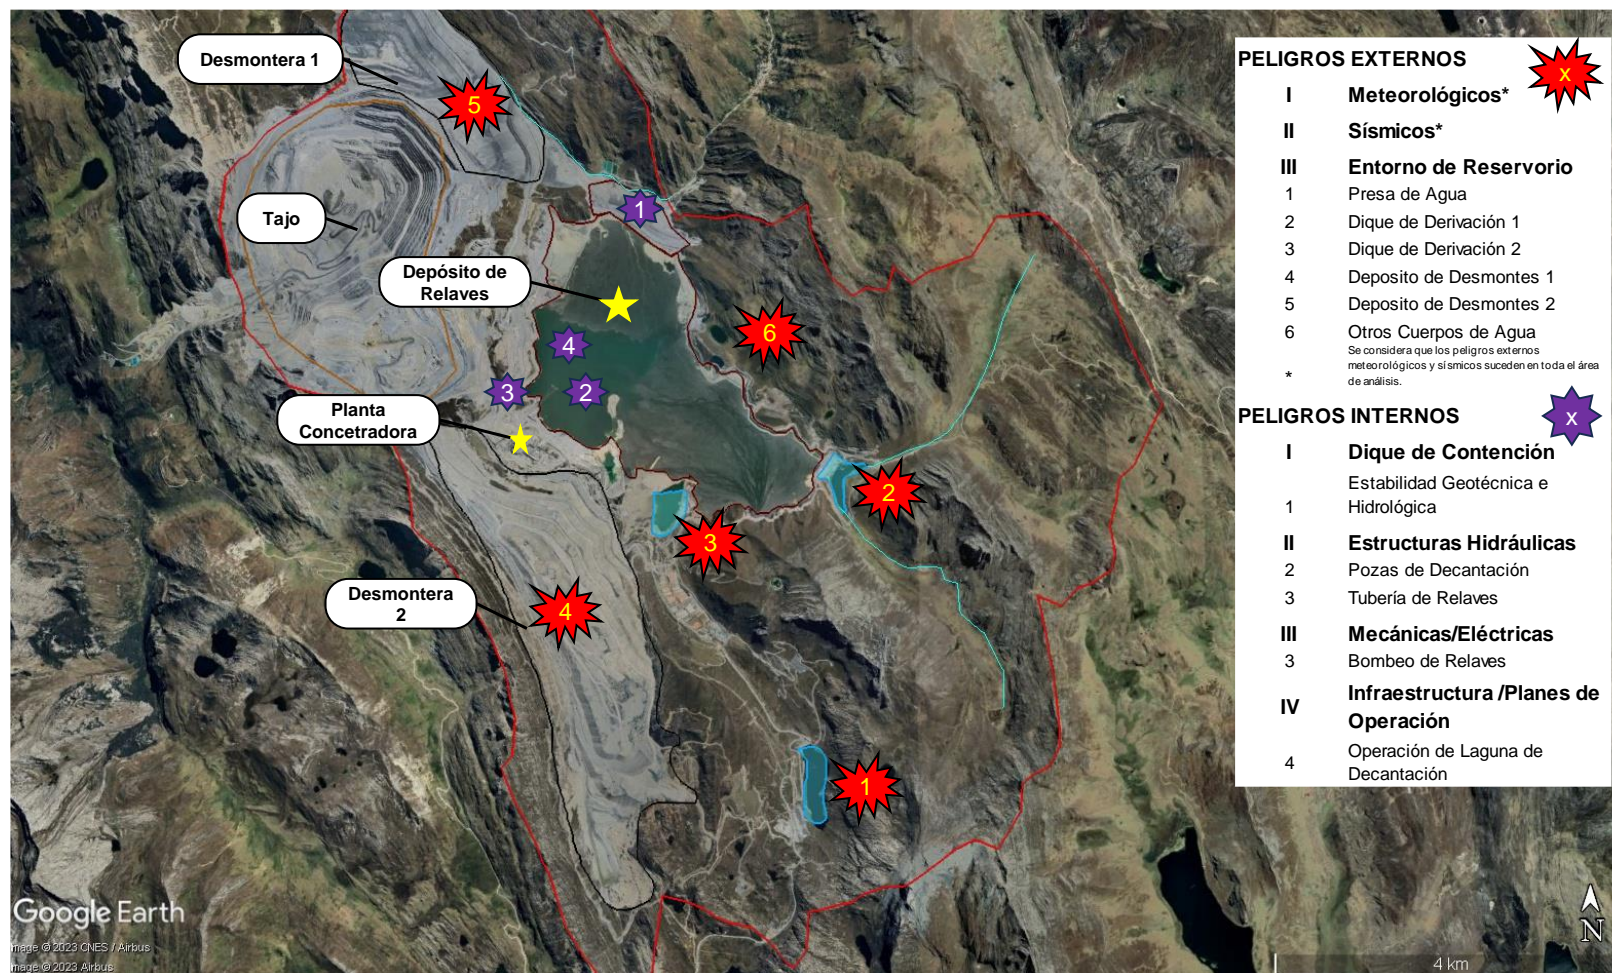 Desmontera 1
5
Tajo
1
Depósito de
Relaves
6
4
3
2
Planta
Concetradora
2
3
Desmontera
2
4
1
PELIGROS EXTERNOS
x
I Meteorológicos*
II Sísmicos*
III Entorno de Reservorio
1 Presa de Agua
2 Dique de Derivación 1
3 Dique de Derivación 2
4 Deposito de Desmontes 1
5 Deposito de Desmontes 2
6 Otros Cuerpos de Agua
Se considera que los peligros externos
meteorológicos y sísmicos suceden en toda el área
* de análisis.
PELIGROS INTERNOS
x
I Dique de Contención
Estabilidad Geotécnica e
1 Hidrológica
II Estructuras Hidráulicas
2 Pozas de Decantación
3 Tubería de Relaves
III Mecánicas/Eléctricas
3 Bombeo de Relaves
Infraestructura /Planes de
IV Operación
Operación de Laguna de
4 Decantación
Google Earth
Image © 2023 CNES / Airbus
Image © 2023 Airbus
N
4 km